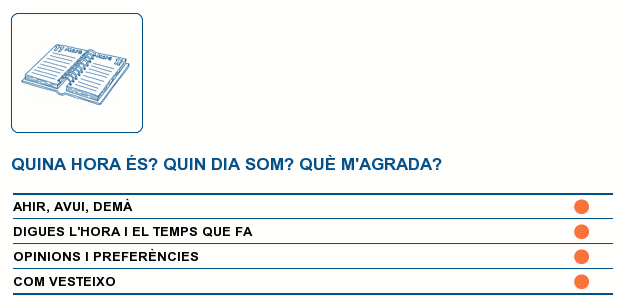 QUINA HORA ÉS? QUIN DIA SOM? QUÈ M'AGRADA?
AHIR, AVUI, DEMÀ
DIGUES L'HORA I EL TEMPS QUE FA
OPINIONS I PREFERÈNCIES
COM VESTEIXO